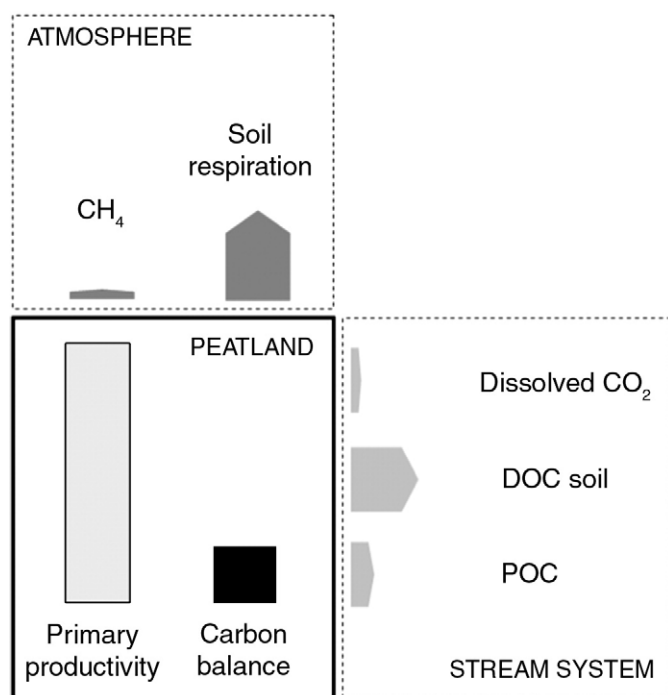 ATMOSPHERE
Soil
respiration
CH₄
PEATLAND
Primary
productivity
Carbon
balance
Dissolved CO₂
DOC soil
POC
STREAM SYSTEM